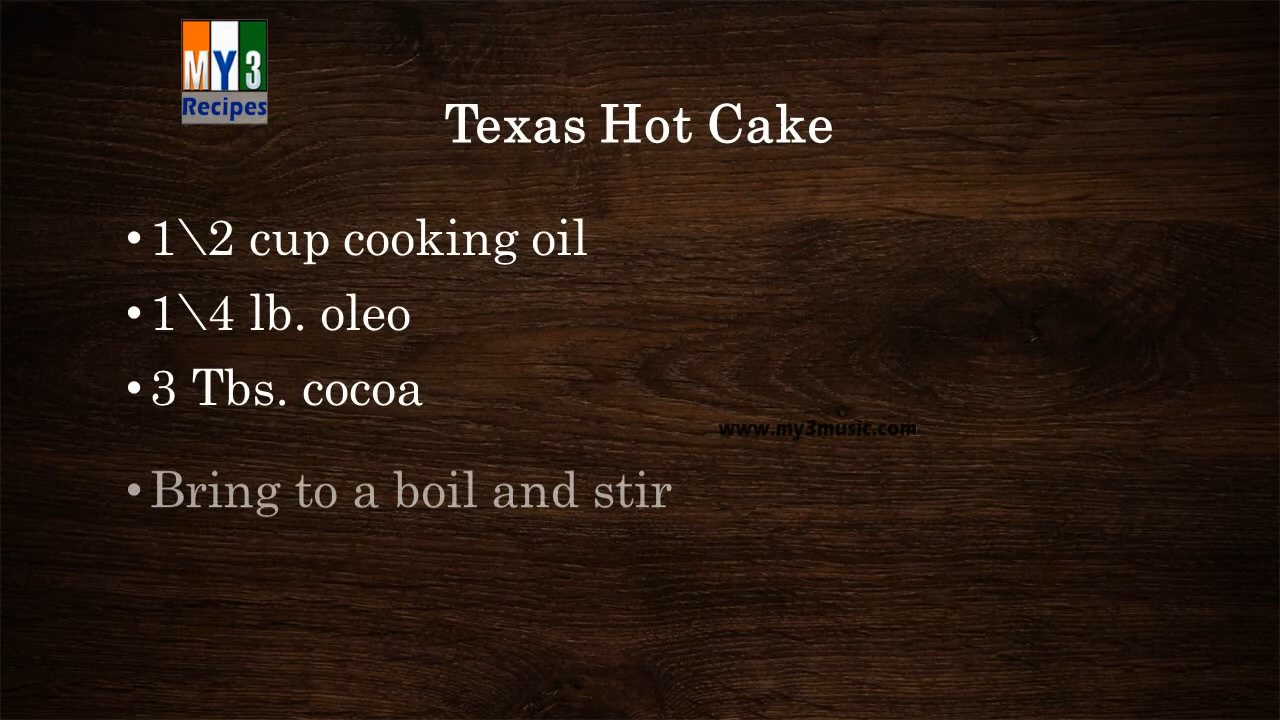 MY3
Recipes
Texas Hot Cake
• 1\2 cup cooking oil
• 1\4 lb. oleo
• 3 Tbs. cocoa
www.my3music.com
• Bring to a boil and stir